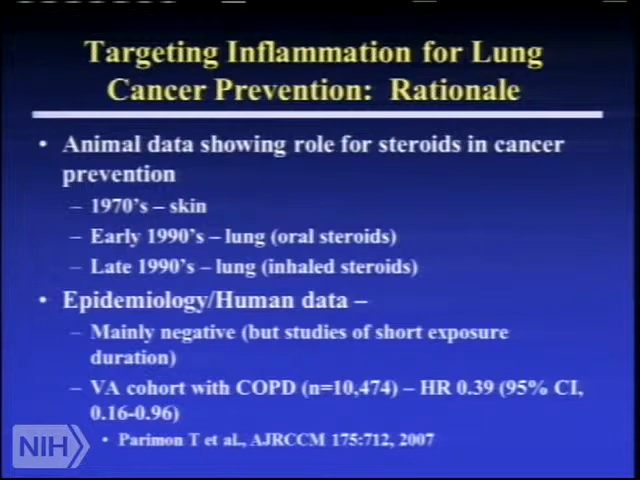 Targeting Inflammation for Lung
Cancer Prevention: Rationale
• Animal data showing role for steroids in cancer
prevention
– 1970's – skin
– Early 1990's – lung (oral steroids)
– Late 1990's – lung (inhaled steroids)
• Epidemiology/Human data –
– Mainly negative (but studies of short exposure
duration)
– VA cohort with COPD (n=10,474) – HR 0.39 (95% CI,
0.16-0.96)
• Parimon T et al., AJRCCM 175:712, 2007
NIH